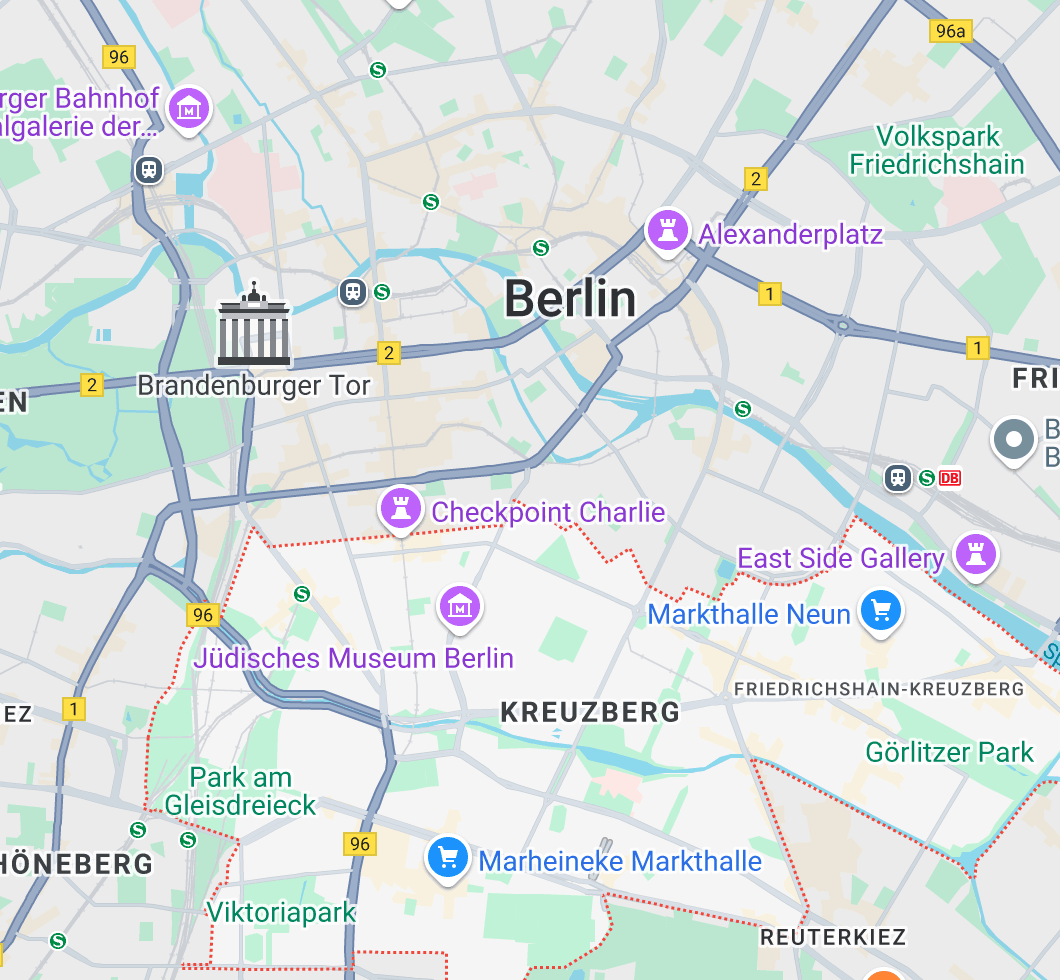 96
96a
rger Bahnhof
algalerie der...
Volkspark
Friedrichshain
2
Alexanderplatz
Berlin
1
2
1
2
Brandenburger Tor
FRI
EN
B
B
DB
Checkpoint Charlie
East Side Gallery
96
Markthalle Neun
Jüdisches Museum Berlin
FRIEDRICHSHAIN-KREUZBERG
1
EZ
KREUZBERG
Görlitzer Park
Park am
Gleisdreieck
96
HÖNEBERG
Marheineke Markthalle
Viktoriapark
REUTERKIEZ